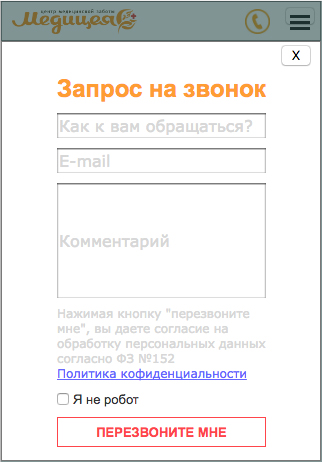 центр медицинской заботы
Медицея
X
Запрос на звонок
Как к вам обращаться?
E-mail
Комментарий
Нажимая кнопку "перезвоните
мне", вы даете согласие на
обработку персональных данных
согласно ФЗ №152
Политика кофиденциальности
Я не робот
ПЕРЕЗВОНИТЕ МНЕ